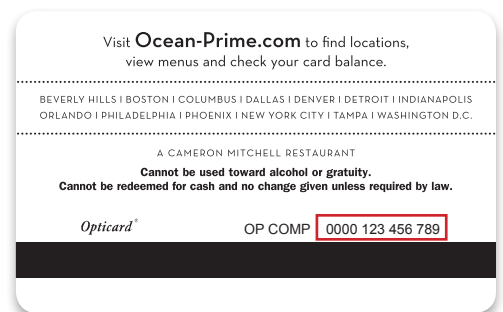 Visit Ocean-Prime.com to find locations,
view menus and check your card balance.
BEVERLY HILLS | BOSTON | COLUMBUS | DALLAS | DENVER | DETROIT | INDIANAPOLIS
ORLANDO | PHILADELPHIA | PHOENIX | NEW YORK CITY | TAMPA | WASHINGTON D.C.
A CAMERON MITCHELL RESTAURANT
Cannot be used toward alcohol or gratuity.
Cannot be redeemed for cash and no change given unless required by law.
Opticard® OP COMP 0000 123 456 789